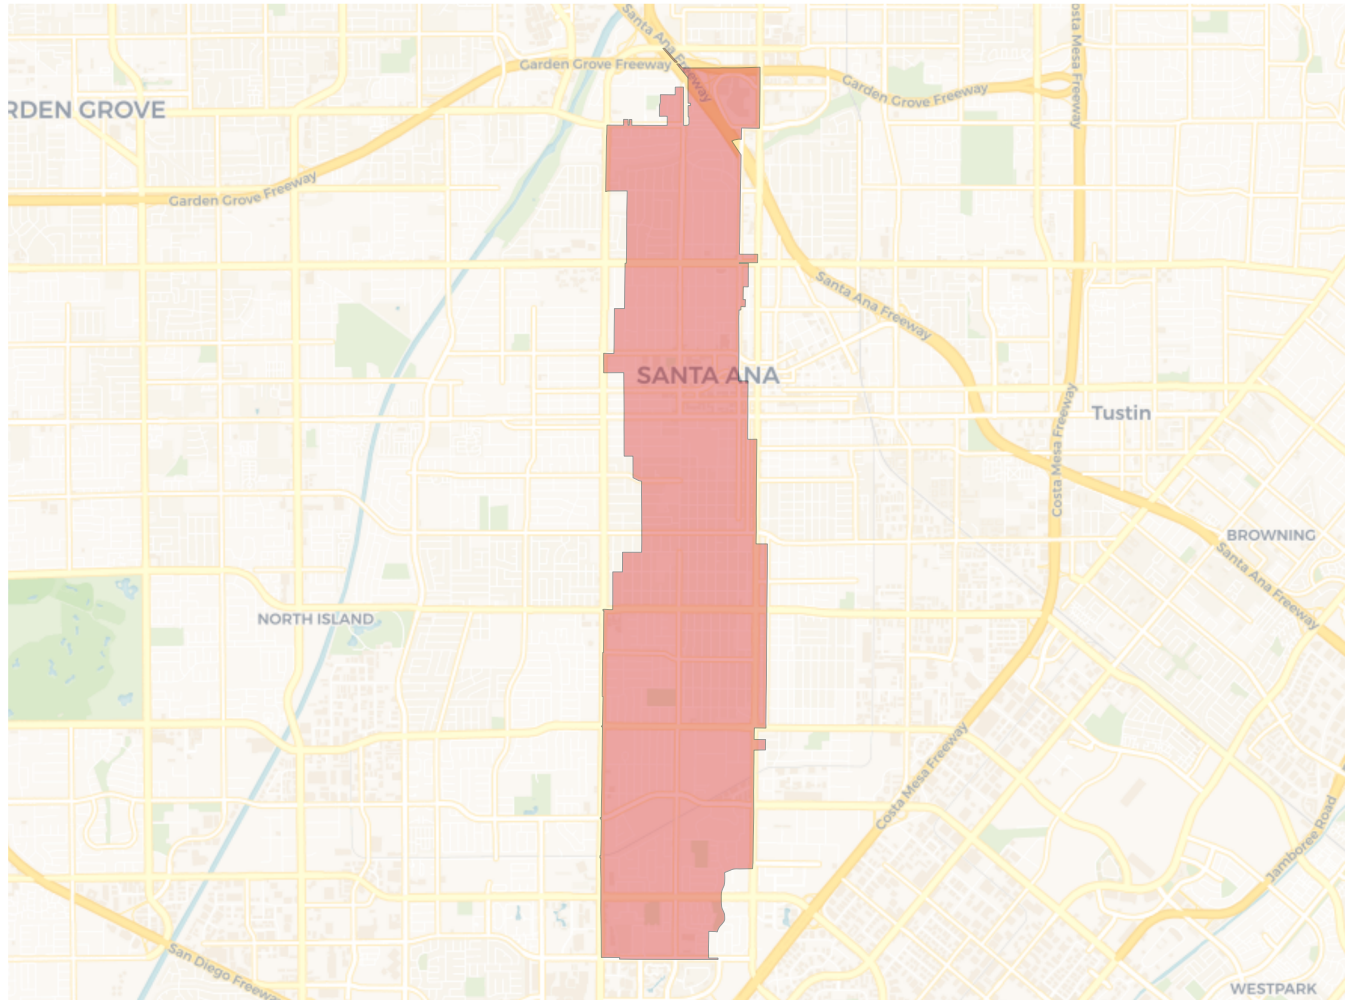 Santa Ana Freeway
Costa Mesa Freeway
Garden Grove Freeway
Garden Grove Freeway
RDEN GROVE
Garden Grove Freeway
Santa Ana Freeway
SANTA ANA
Costa Mesa Freeway
Tustin
BROWNING
Santa Ana Freeway
NORTH ISLAND
Costa Mesa Freeway
Jamboree Road
San Diego Freeway
WESTPARK